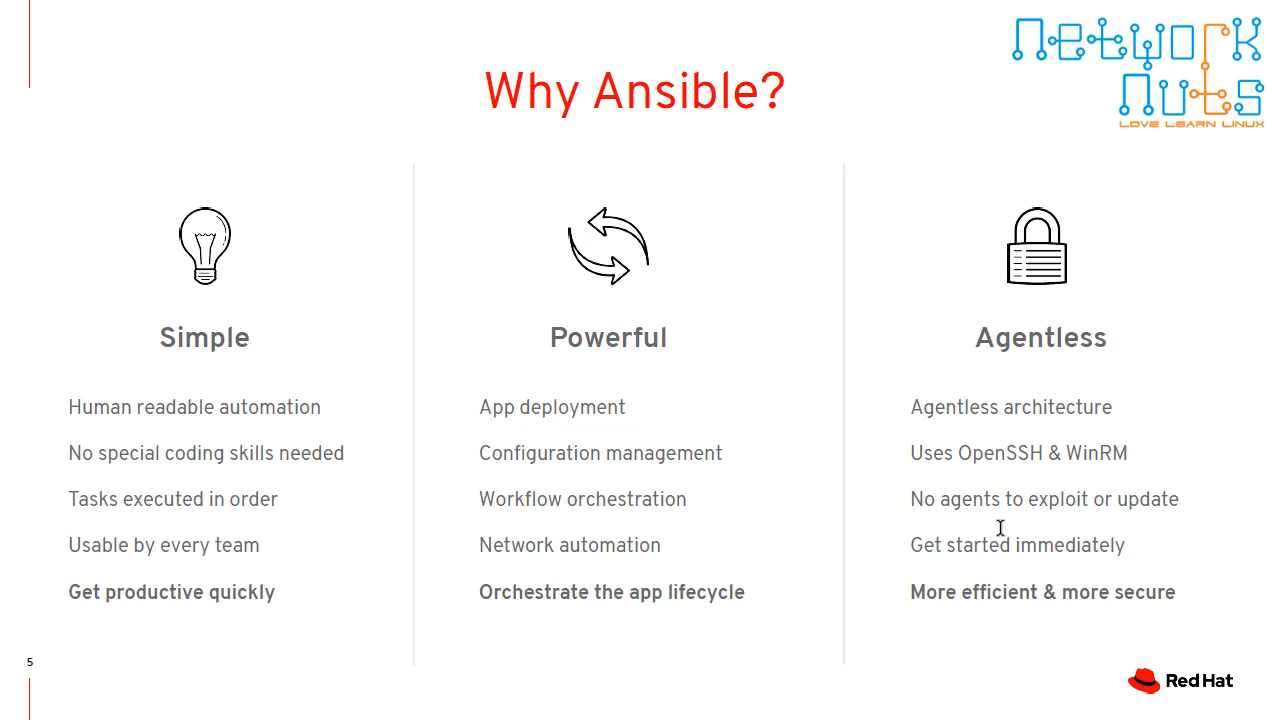 Network
Nuts
LOVE LEARN LINUX
Why Ansible?
Simple
Human readable automation
No special coding skills needed
Tasks executed in order
Usable by every team
Get productive quickly
Powerful
App deployment
Configuration management
Workflow orchestration
Network automation
Orchestrate the app lifecycle
Agentless
Agentless architecture
Uses OpenSSH & WinRM
No agents to exploit or update
Get started immediately
More efficient & more secure
5
Red Hat